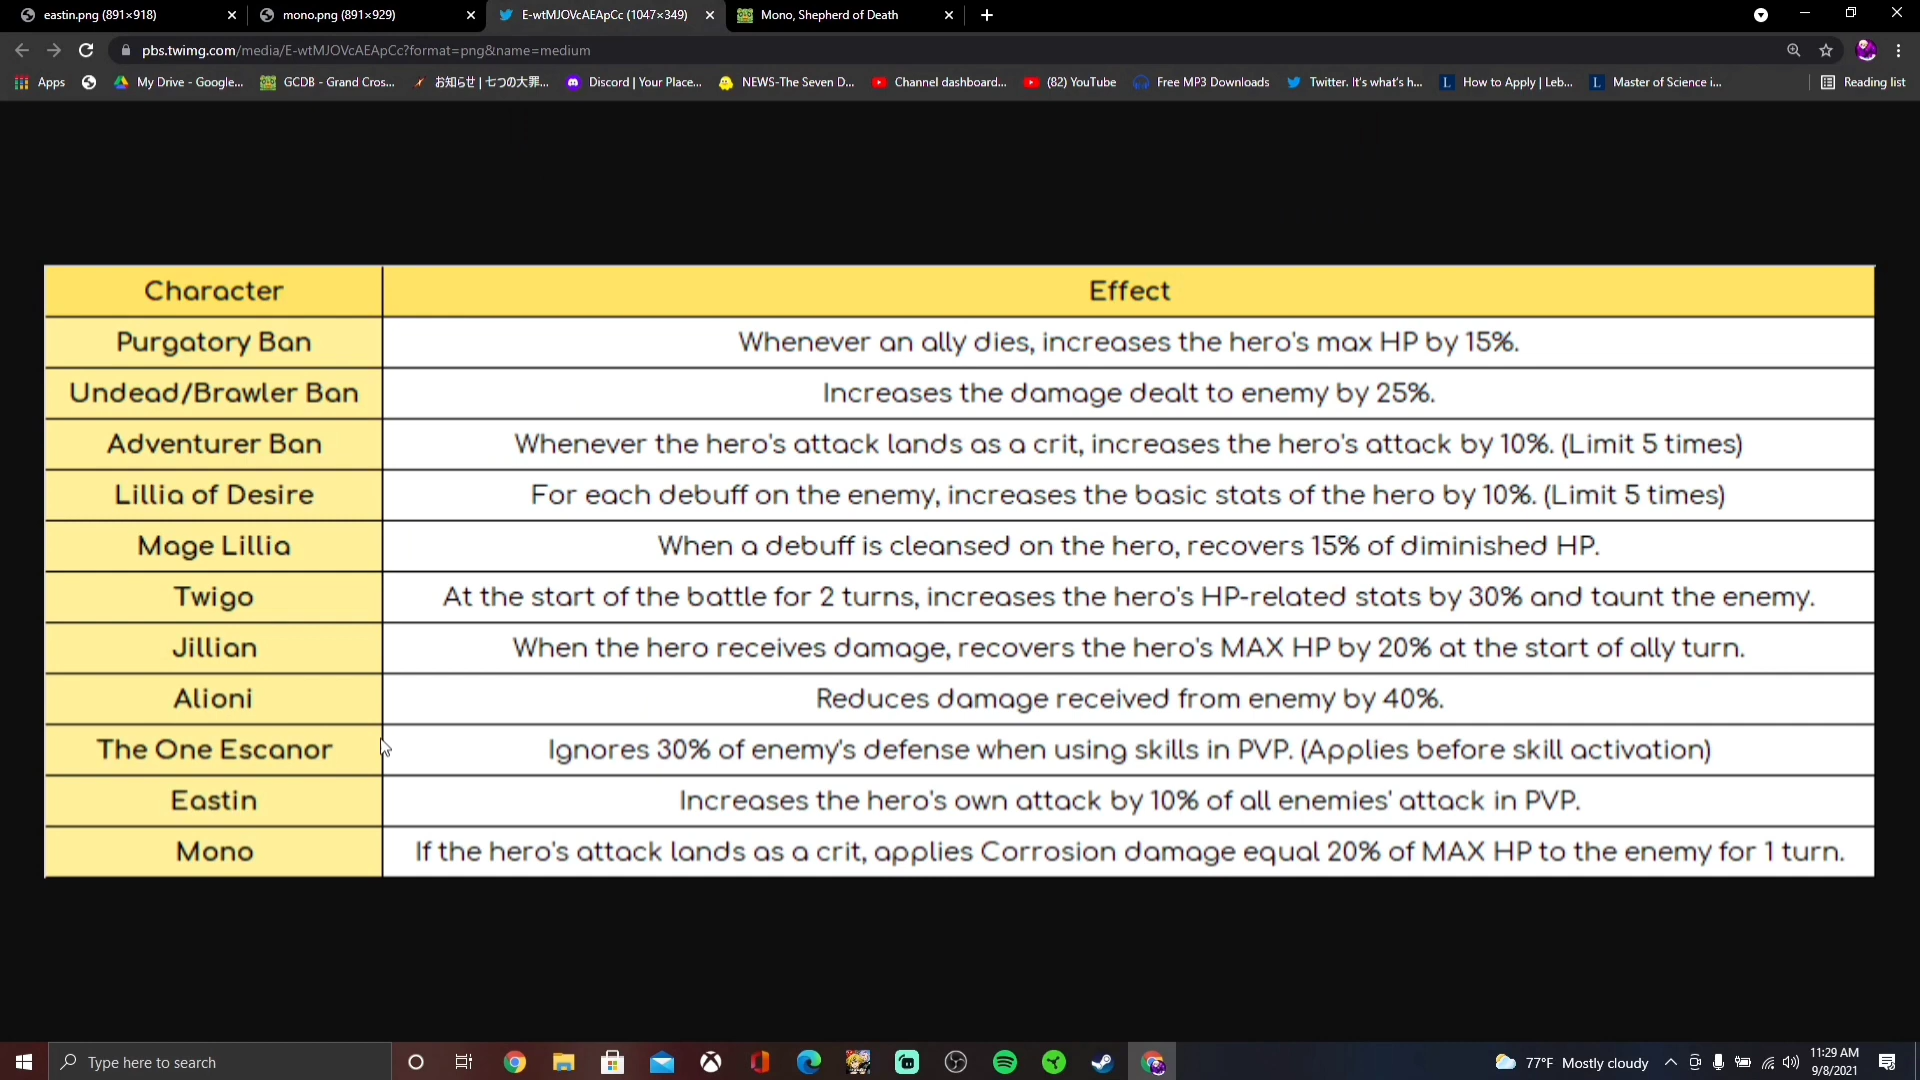 eastin.png (891×918)
mono.png (891×929)
E-wtMJOVcAEApCc (1047×349)
Mono, Shepherd of Death
pbs.twimg.com/media/E-wtMJOVcAEApCc?format=png&name=medium
Apps
My Drive - Google...
GCDB - Grand Cros...
お知らせ | 七つの大罪...
Discord | Your Place...
NEWS-The Seven D...
Channel dashboard...
(82) YouTube
Free MP3 Downloads
Twitter. It's what's h...
L How to Apply | Leb...
L Master of Science i...
Reading list
Character Effect
Purgatory Ban Whenever an ally dies, increases the hero's max HP by 15%.
Undead/Brawler Ban Increases the damage dealt to enemy by 25%.
Adventurer Ban Whenever the hero's attack lands as a crit, increases the hero's attack by 10%. (Limit 5 times)
Lillia of Desire For each debuff on the enemy, increases the basic stats of the hero by 10%. (Limit 5 times)
Mage Lillia When a debuff is cleansed on the hero, recovers 15% of diminished HP.
Twigo At the start of the battle for 2 turns, increases the hero's HP-related stats by 30% and taunt the enemy.
Jillian When the hero receives damage, recovers the hero's MAX HP by 20% at the start of ally turn.
Alioni Reduces damage received from enemy by 40%.
The One Escanor Ignores 30% of enemy's defense when using skills in PVP. (Applies before skill activation)
Eastin Increases the hero's own attack by 10% of all enemies' attack in PVP.
Mono If the hero's attack lands as a crit, applies Corrosion damage equal 20% of MAX HP to the enemy for 1 turn.
Type here to search
77°F Mostly cloudy
11:29 AM
9/8/2021